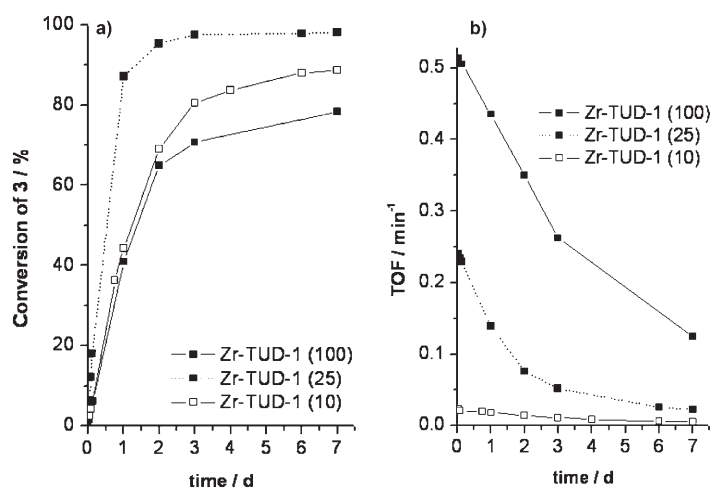 a)
100
80
60
40
20
0
Conversion of 3 / %
Zr-TUD-1 (100)
Zr-TUD-1 (25)
Zr-TUD-1 (10)
0 1 2 3 4 5 6 7
time / d
b)
0.5
0.4
0.3
0.2
0.1
0.0
TOF / min⁻¹
Zr-TUD-1 (100)
Zr-TUD-1 (25)
Zr-TUD-1 (10)
0 1 2 3 4 5 6 7
time / d